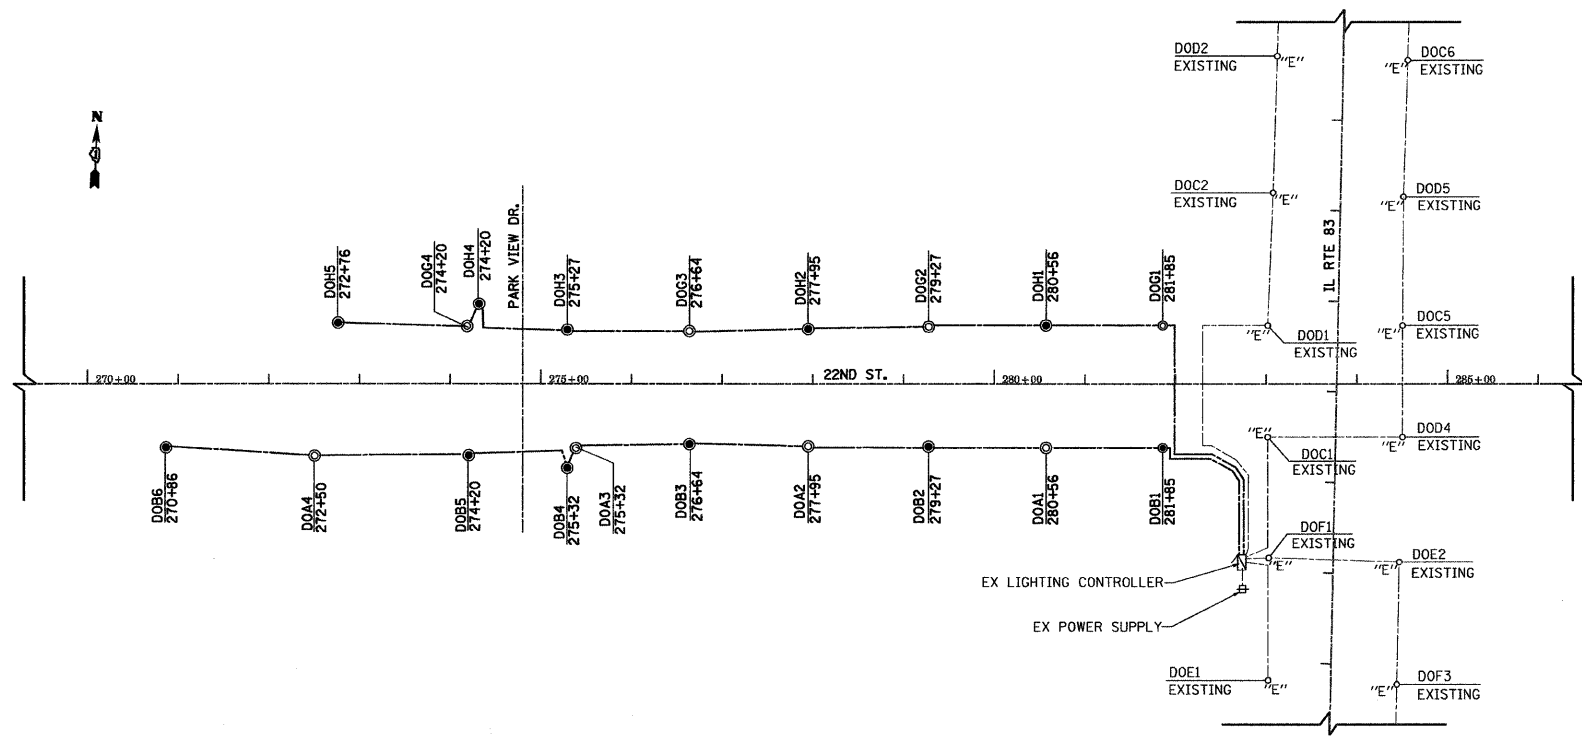 N
DOD2
EXISTING
"E"
DOC6
EXISTING
"E"
DOC2
EXISTING
"E"
DOD5
EXISTING
"E"
IL RTE 83
PARK VIEW DR.
DOH5
272+76
DOG4
274+20
DOH4
274+20
DOH3
275+27
DOG3
276+64
DOH2
277+95
DOG2
279+27
DOH1
280+56
DOG1
281+85
"E"
DOD1
EXISTING
DOC5
EXISTING
"E"
270+00
275+00
22ND ST.
280+00
285+00
"E"
DOC1
EXISTING
DOD4
EXISTING
"E"
DOB6
270+86
DOA4
272+50
DOB5
274+20
DOB4
275+32
DOA3
275+32
DOB3
276+64
DOA2
277+95
DOB2
279+27
DOA1
280+56
DOB1
281+85
DOF1
EXISTING
"E"
DOE2
EXISTING
"E"
EX LIGHTING CONTROLLER
EX POWER SUPPLY
DOE1
EXISTING
"E"
DOF3
EXISTING
"E"